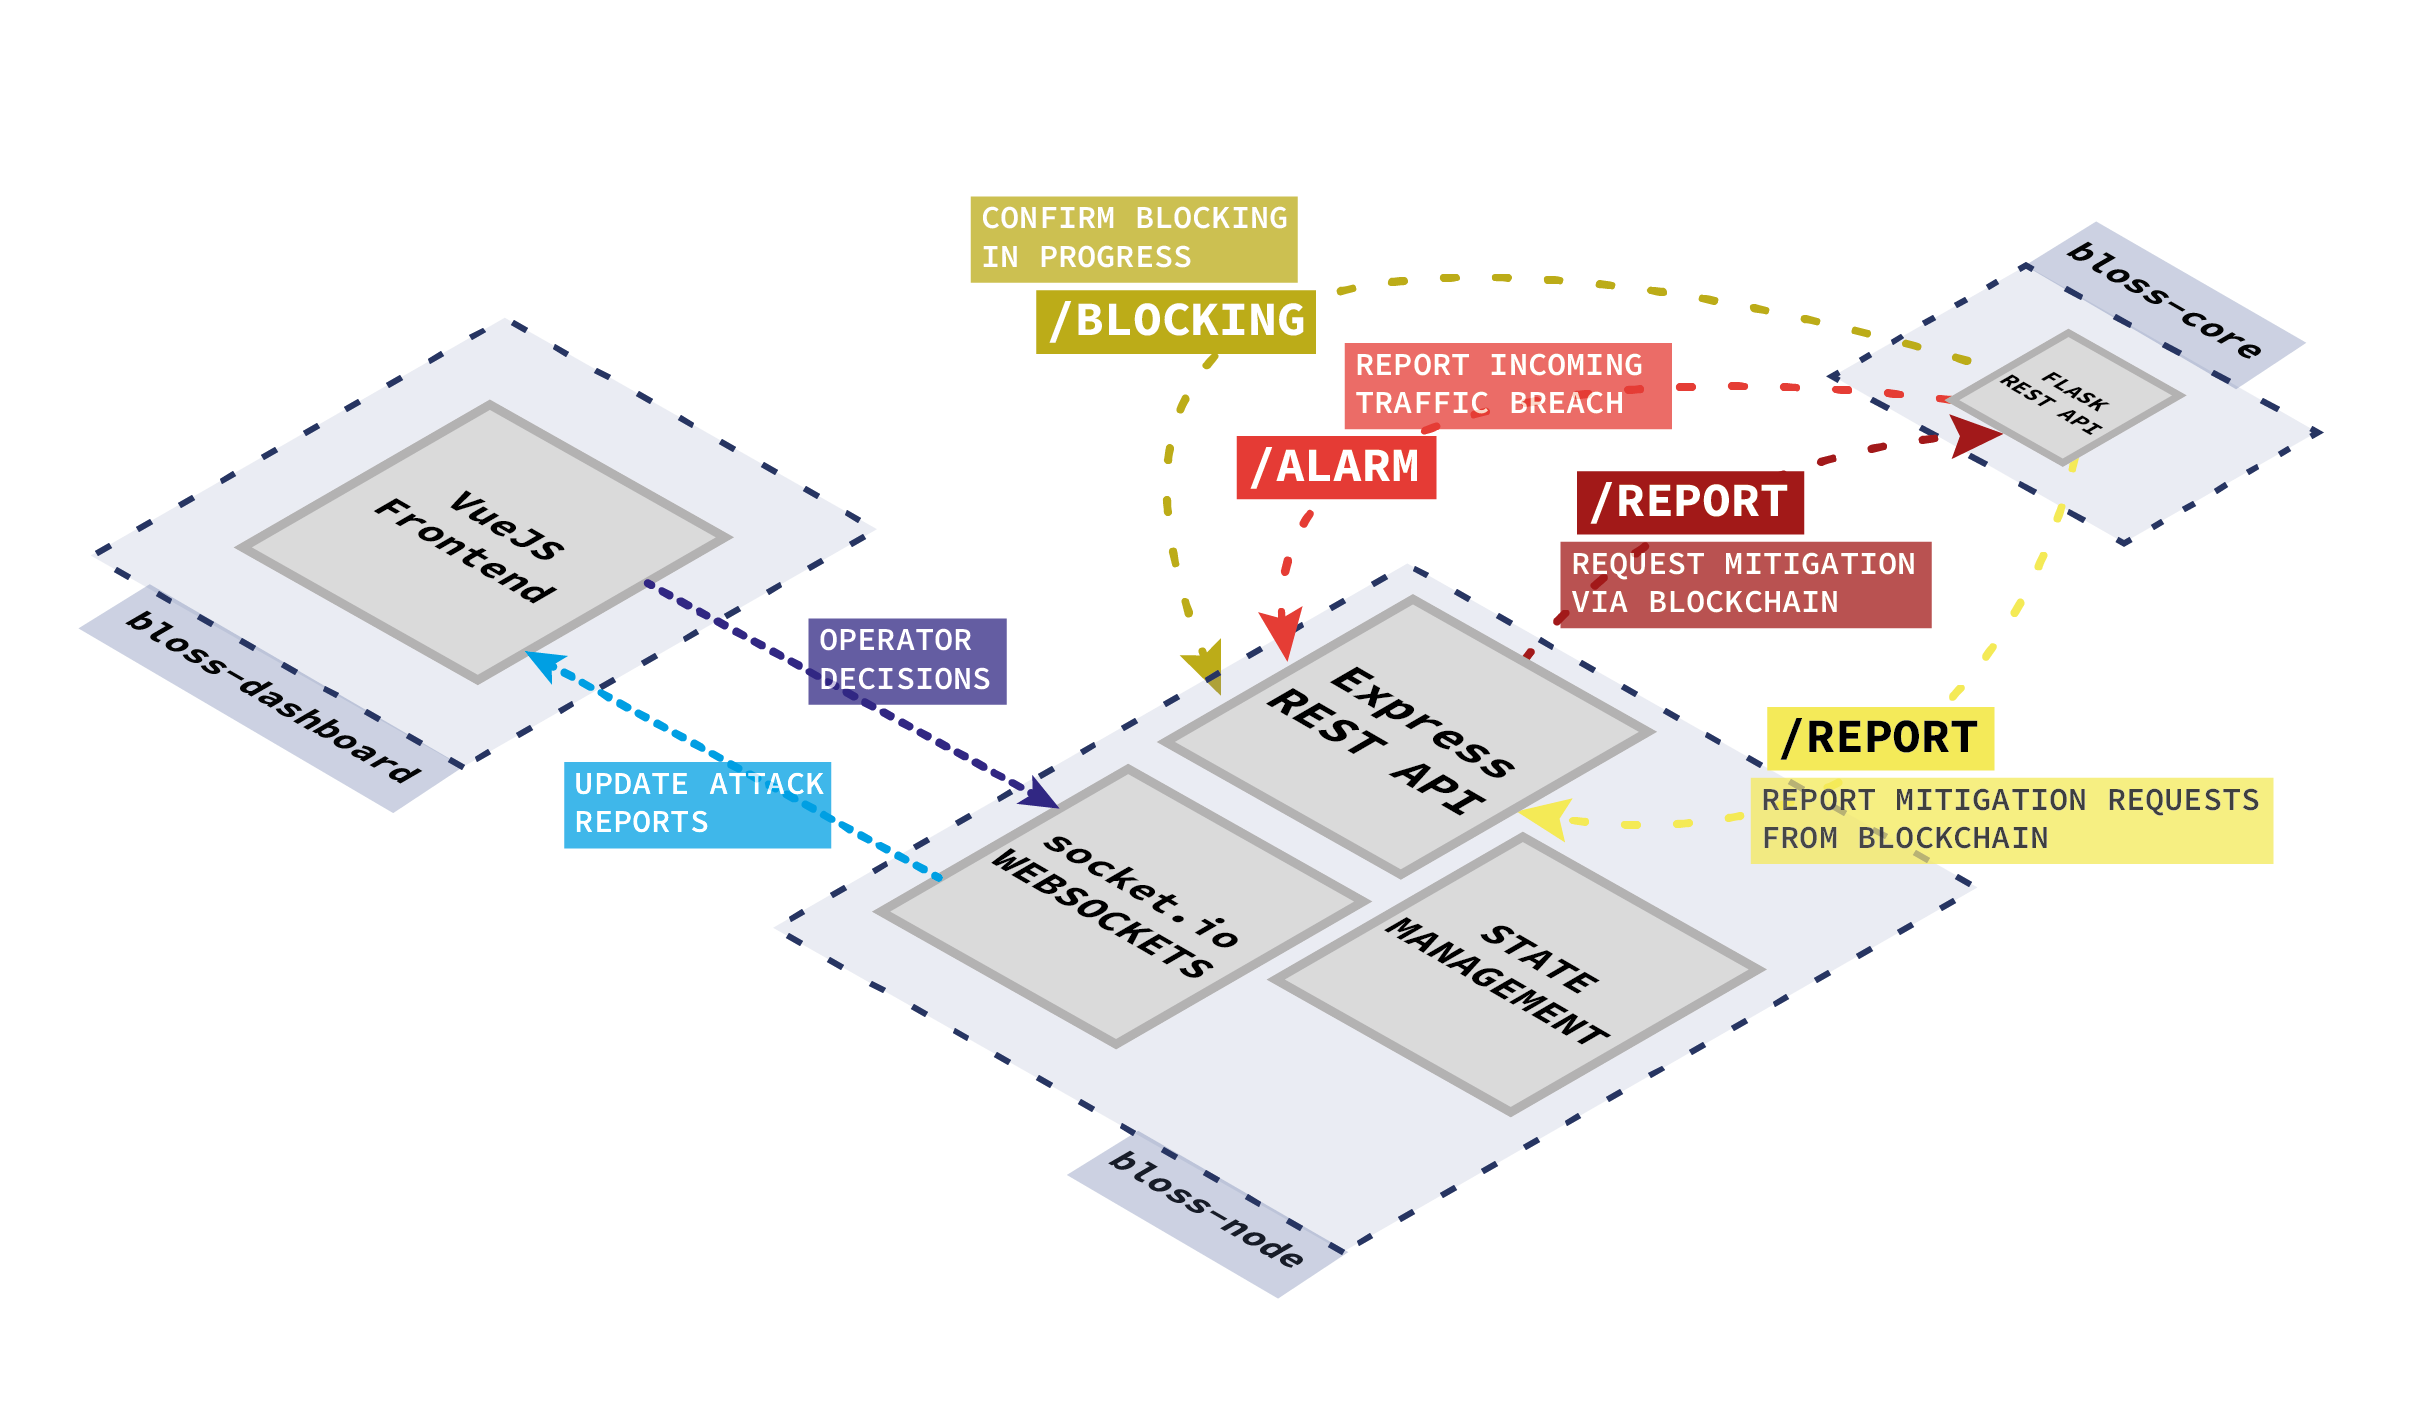 CONFIRM BLOCKING
IN PROGRESS
/BLOCKING
REPORT INCOMING
TRAFFIC BREACH
/ALARM
/REPORT
REQUEST MITIGATION
VIA BLOCKCHAIN
bloss-core
FLASK
REST API
VueJS
Frontend
bloss-dashboard
OPERATOR
DECISIONS
UPDATE ATTACK
REPORTS
Express
REST API
/REPORT
REPORT MITIGATION REQUESTS
FROM BLOCKCHAIN
socket.io
WEBSOCKETS
STATE
MANAGEMENT
bloss-node